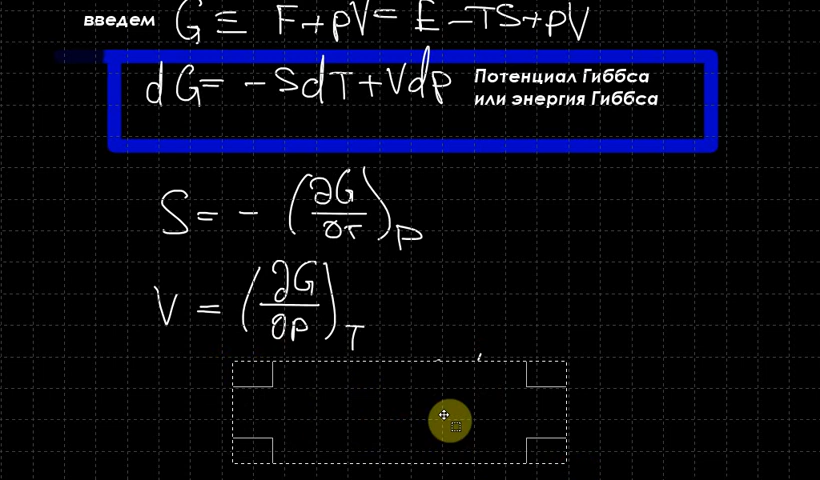 введем G ≡ F + pV = E - TS + pV
dG = - SdT + Vdp Потенциал Гиббса
или энергия Гиббса
S = - (∂G/∂T)p
V = (∂G/∂p)T